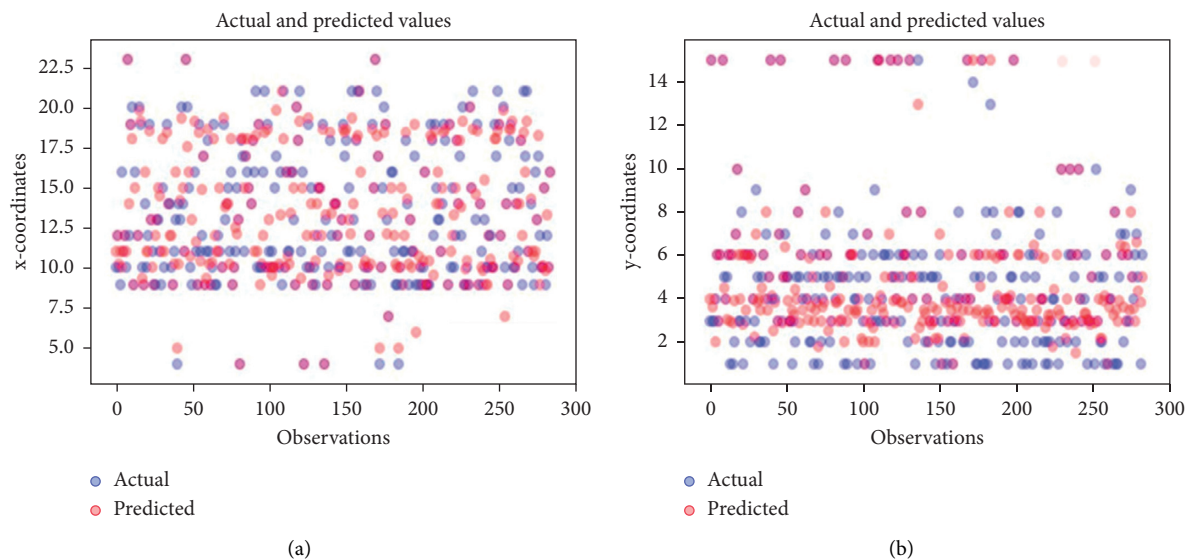 Actual and predicted values
22.5
20.0
17.5
15.0
12.5
10.0
7.5
5.0
x-coordinates
0 50 100 150 200 250 300
Observations
Actual
Predicted
(a)
Actual and predicted values
14
12
10
8
6
4
2
y-coordinates
0 50 100 150 200 250 300
Observations
Actual
Predicted
(b)